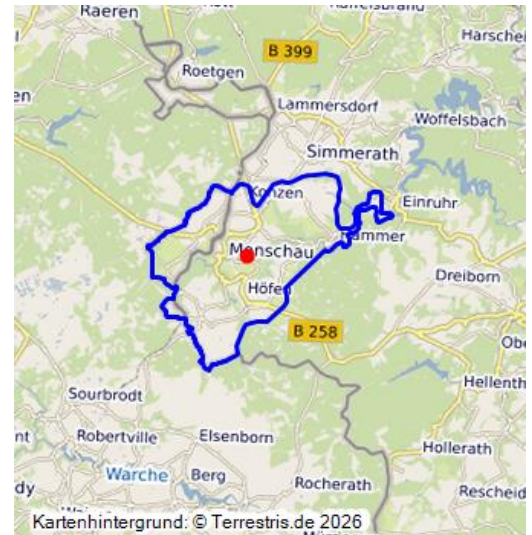 Raeren
Roetgen
B 399
Harschei
Lammersdorf
Woffelsbach
Simmerath
Konzen
Einruhr
Hammer
Monschau
Dreiborn
Höfen
B 258
Hellenth
Sourbrodt
Robertville
Elsenborn
Hollerath
Warche
Berg
Rocherath
Rescheid
Kartenhintergrund: © Terrestris.de 2026